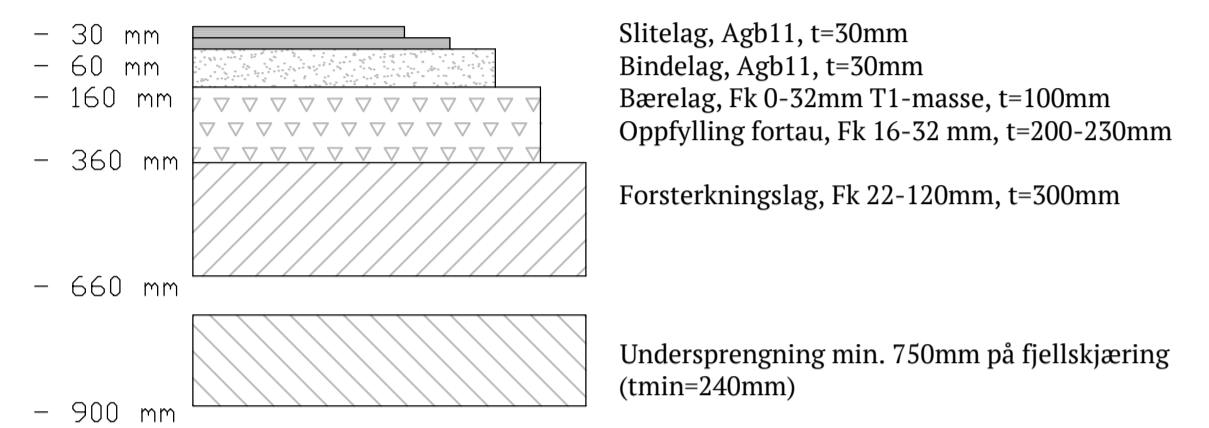 - 30 mm
- 60 mm
- 160 mm
- 360 mm
- 660 mm
- 900 mm
Slitelag, Agb11, t=30mm
Bindelag, Agb11, t=30mm
Bærelag, Fk 0-32mm T1-masse, t=100mm
Oppfylling fortau, Fk 16-32 mm, t=200-230mm
Forsterkningslag, Fk 22-120mm, t=300mm
Undersprengning min. 750mm på fjellskjæring
(tmin=240mm)